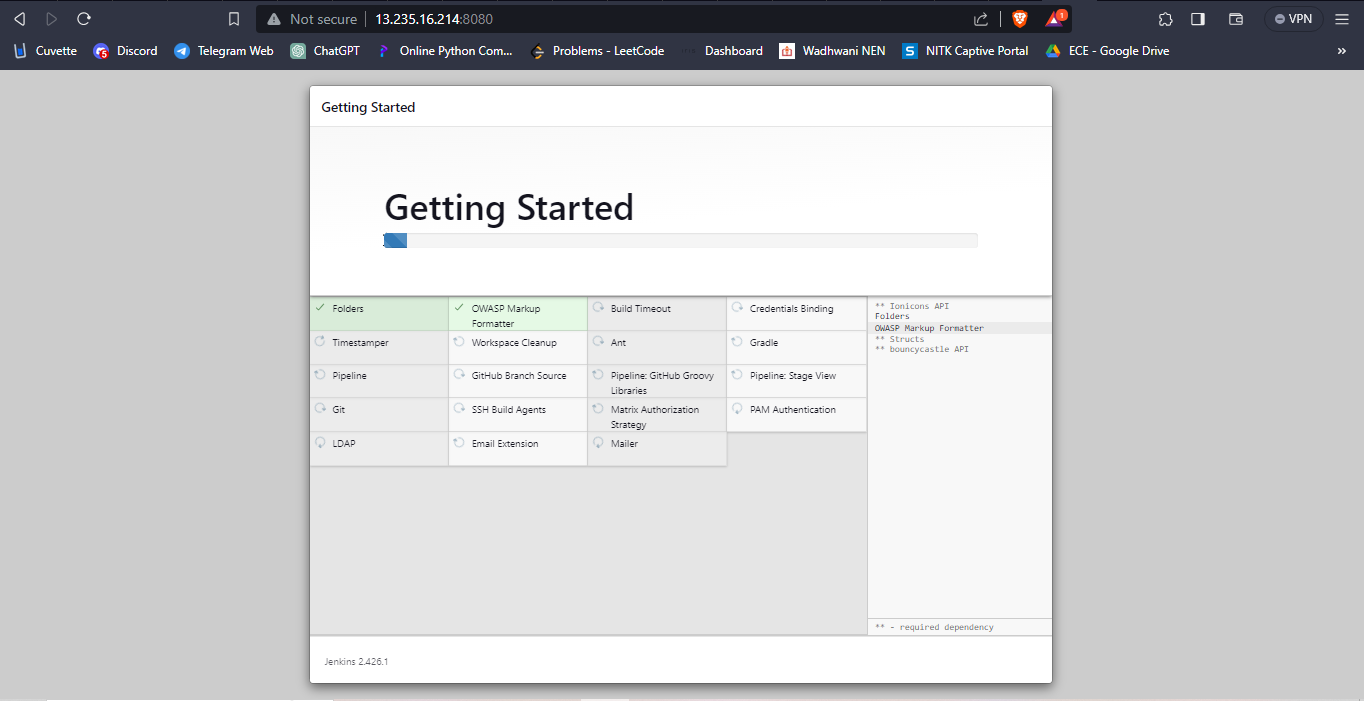 Not secure 13.235.16.214:8080 1 VPN
Cuvette 5 Discord Telegram Web ChatGPT Online Python Com... Problems - LeetCode Dashboard Wadhwani NEN S NITK Captive Portal ECE - Google Drive »
Getting Started
Getting Started
Folders
OWASP Markup
Formatter
Build Timeout
Credentials Binding
Timestamper
Workspace Cleanup
Ant
Gradle
Pipeline
GitHub Branch Source
Pipeline: GitHub Groovy
Libraries
Pipeline: Stage View
Git
SSH Build Agents
Matrix Authorization
Strategy
PAM Authentication
LDAP
Email Extension
Mailer
** Ionicons API
Folders
OWASP Markup Formatter
** Structs
** bouncycastle API
** - required dependency
Jenkins 2.426.1